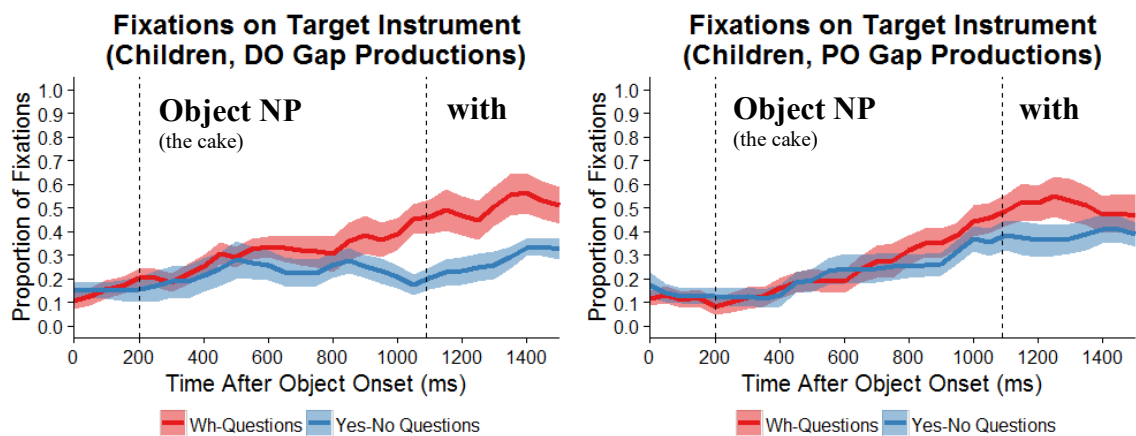 Fixations on Target Instrument
(Children, DO Gap Productions)
Proportion of Fixations
1.0
0.9
0.8
0.7
0.6
0.5
0.4
0.3
0.2
0.1
0.0
Object NP
(the cake)
with
0 200 400 600 800 1000 1200 1400
Time After Object Onset (ms)
Wh-Questions Yes-No Questions
Fixations on Target Instrument
(Children, PO Gap Productions)
Proportion of Fixations
1.0
0.9
0.8
0.7
0.6
0.5
0.4
0.3
0.2
0.1
0.0
Object NP
(the cake)
with
0 200 400 600 800 1000 1200 1400
Time After Object Onset (ms)
Wh-Questions Yes-No Questions